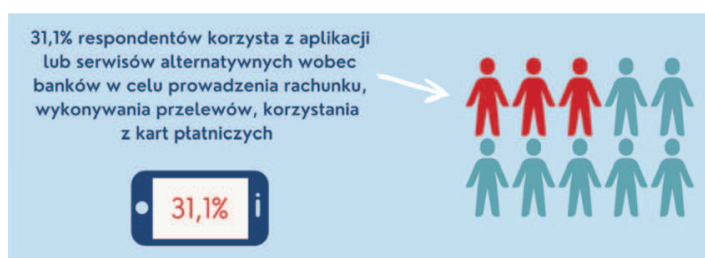 31,1% respondentów korzysta z aplikacji
lub serwisów alternatywnych wobec
banków w celu prowadzenia rachunku,
wykonywania przelewów, korzystania
z kart płatniczych
31,1%